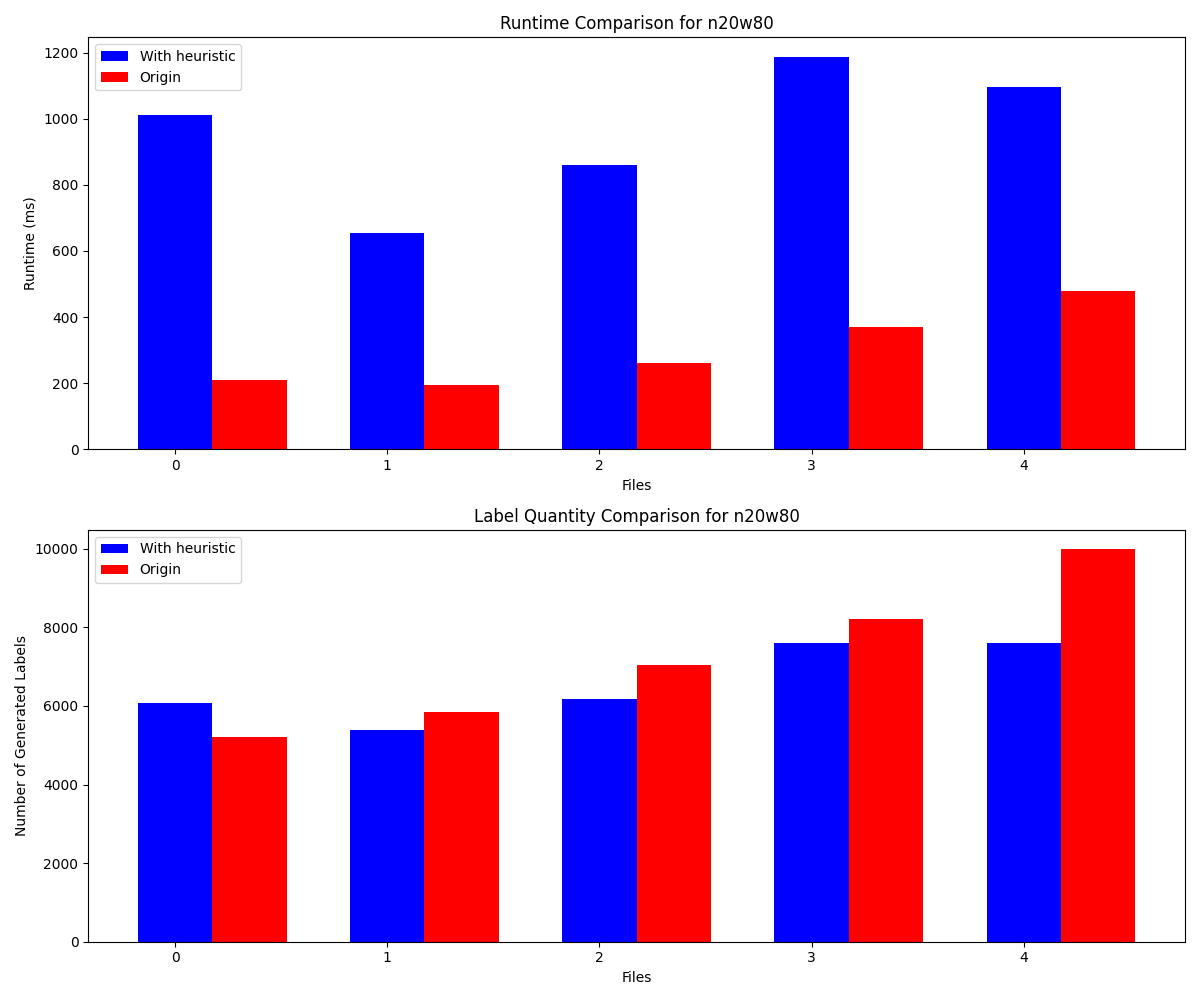 Runtime Comparison for n20w80
With heuristic
Origin
Runtime (ms)
1200
1000
800
600
400
200
0
0 1 2 3 4
Files
Label Quantity Comparison for n20w80
With heuristic
Origin
Number of Generated Labels
10000
8000
6000
4000
2000
0
0 1 2 3 4
Files